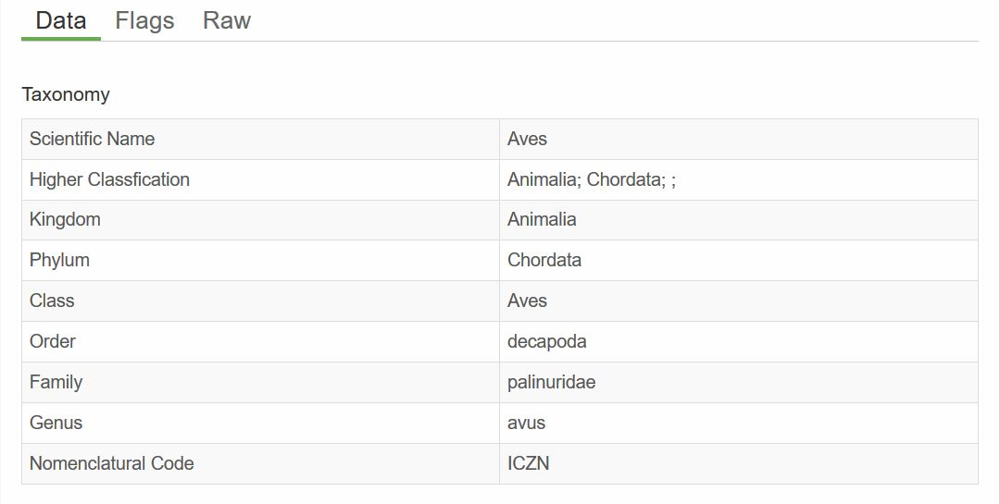 Data Flags Raw
Taxonomy
Scientific Name Aves
Higher Classfication Animalia; Chordata; ;
Kingdom Animalia
Phylum Chordata
Class Aves
Order decapoda
Family palinuridae
Genus avus
Nomenclatural Code ICZN